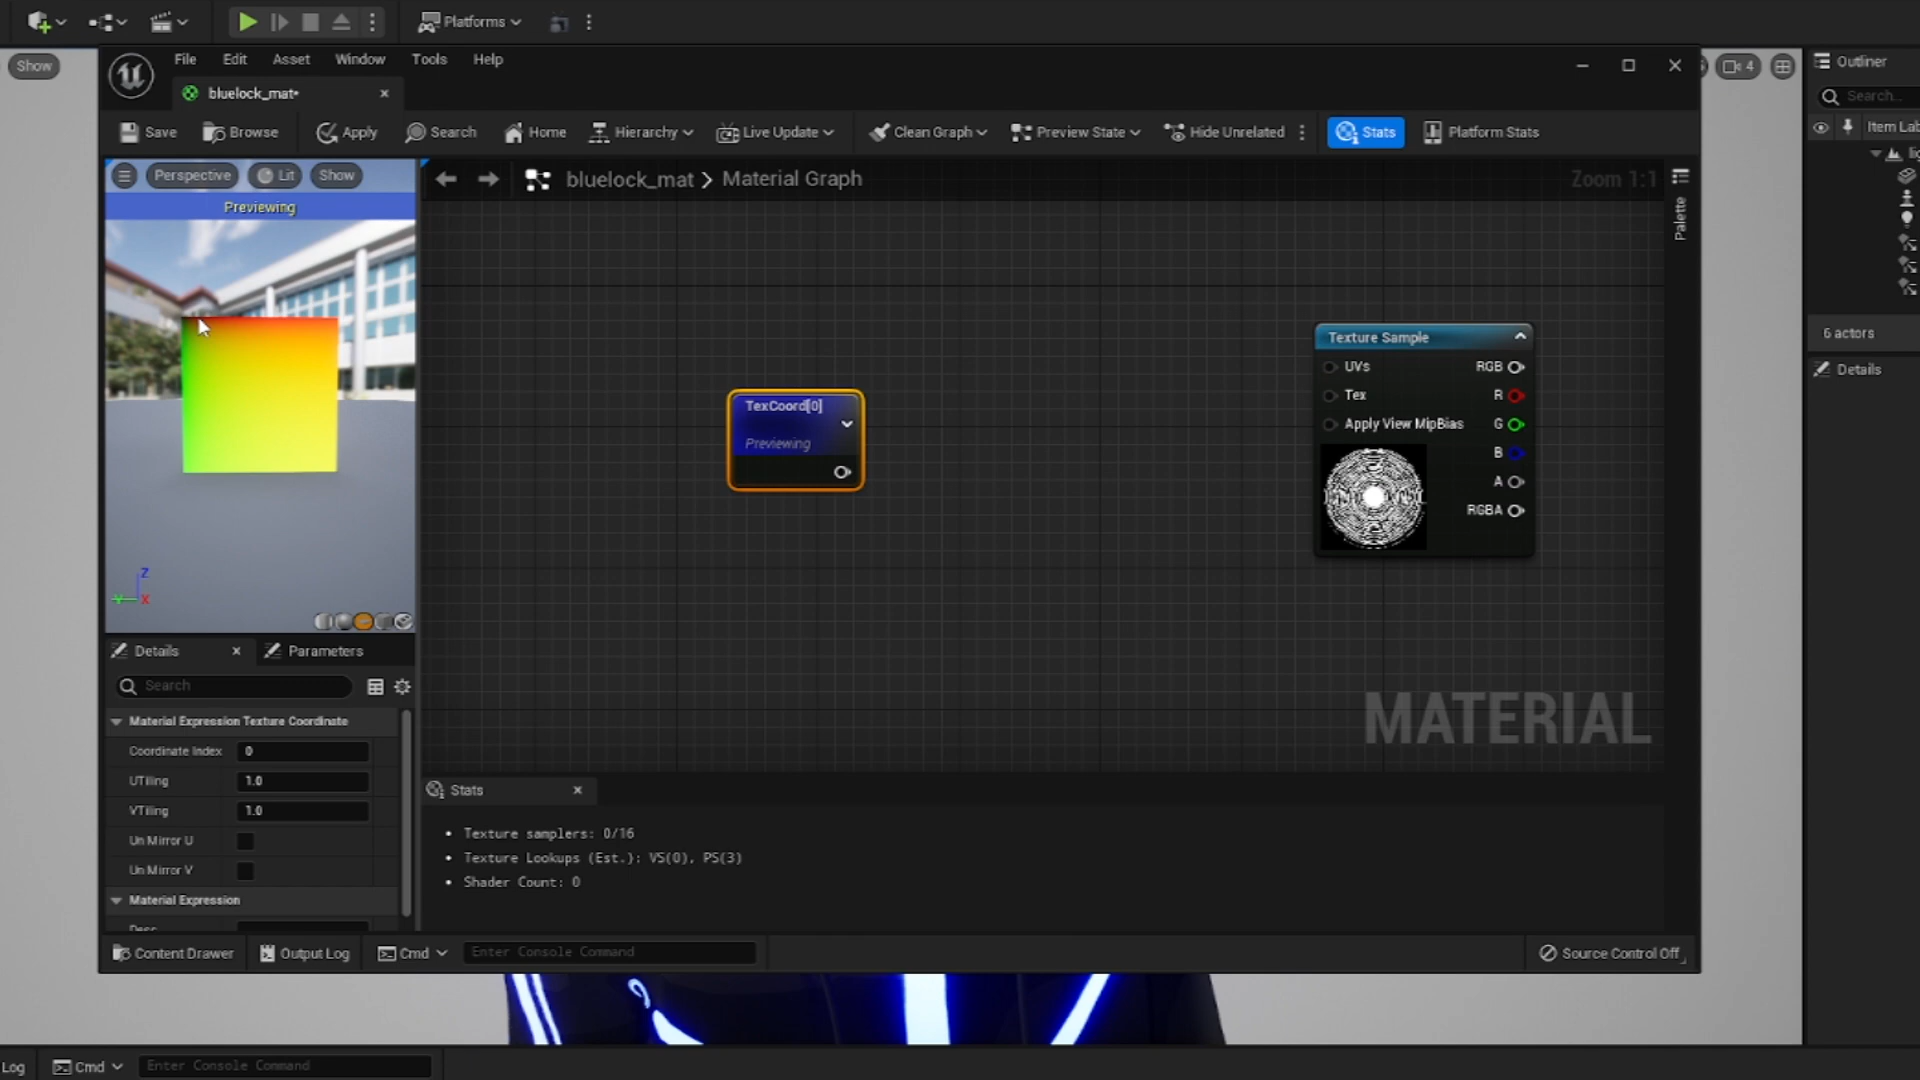 Platforms
Show
File Edit Asset Window Tools Help
4
Outliner
bluelock_mat*
Search...
Save Browse Apply Search Home Hierarchy Live Update Clean Graph Preview State Hide Unrelated Stats Platform Stats
Item Lab
Perspective Lit Show
bluelock_mat > Material Graph
Zoom 1:1
Palette
Previewing
6 actors
Texture Sample
UVs RGB
Details
Tex R
TexCoord[0]
Apply View MipBias G
Previewing
B
A
RGBA
Z
Y X
Details Parameters
Search
MATERIAL
Material Expression Texture Coordinate
Coordinate Index 0
UTiling 1.0
Stats
VTiling 1.0
Texture samplers: 0/16
Un Mirror U
Texture Lookups (Est.): VS(0), PS(3)
Un Mirror V
Shader Count: 0
Material Expression
Content Drawer Output Log Cmd Enter Console Command Source Control Off
Log Cmd Enter Console Command